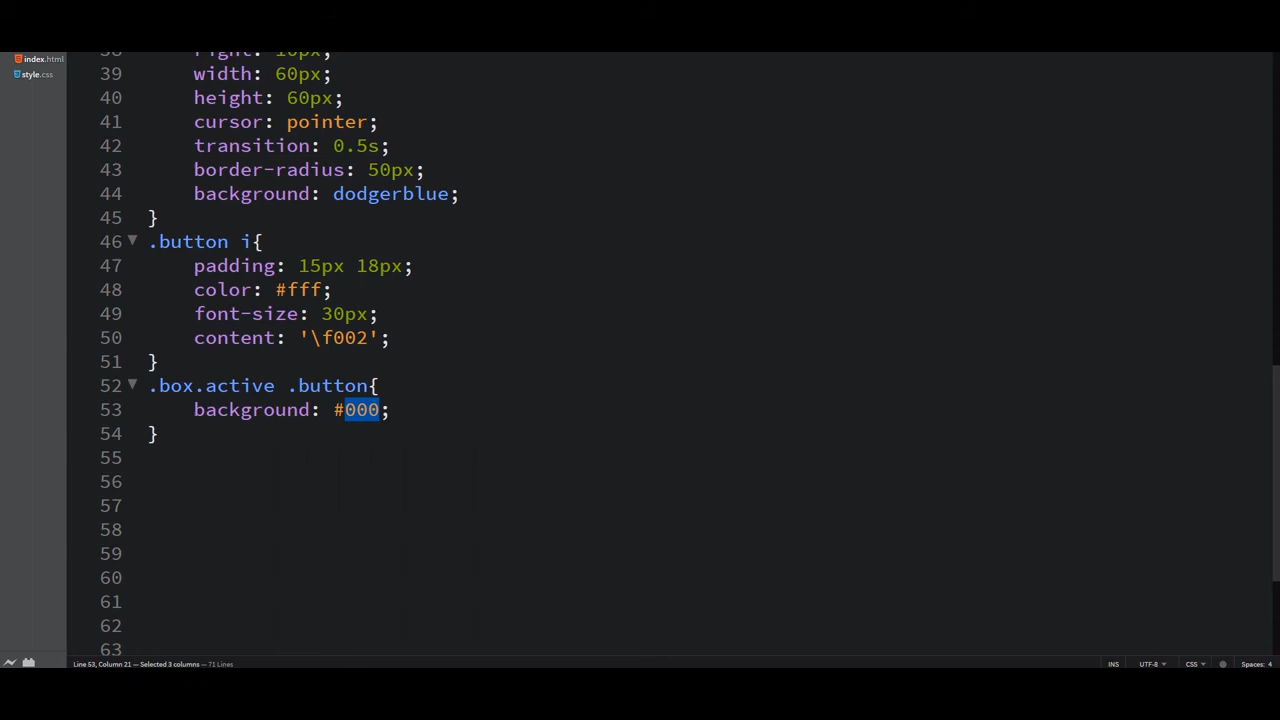 index.html
style.css
38 right: 10px;
39 width: 60px;
40 height: 60px;
41 cursor: pointer;
42 transition: 0.5s;
43 border-radius: 50px;
44 background: dodgerblue;
45 }
46 .button i{
47 padding: 15px 18px;
48 color: #fff;
49 font-size: 30px;
50 content: '\f002';
51 }
52 .box.active .button{
53 background: #000;
54 }
55
56
57
58
59
60
61
62
63
Line 53, Column 21 — Selected 3 columns — 71 Lines
INS UTF-8 CSS Spaces: 4